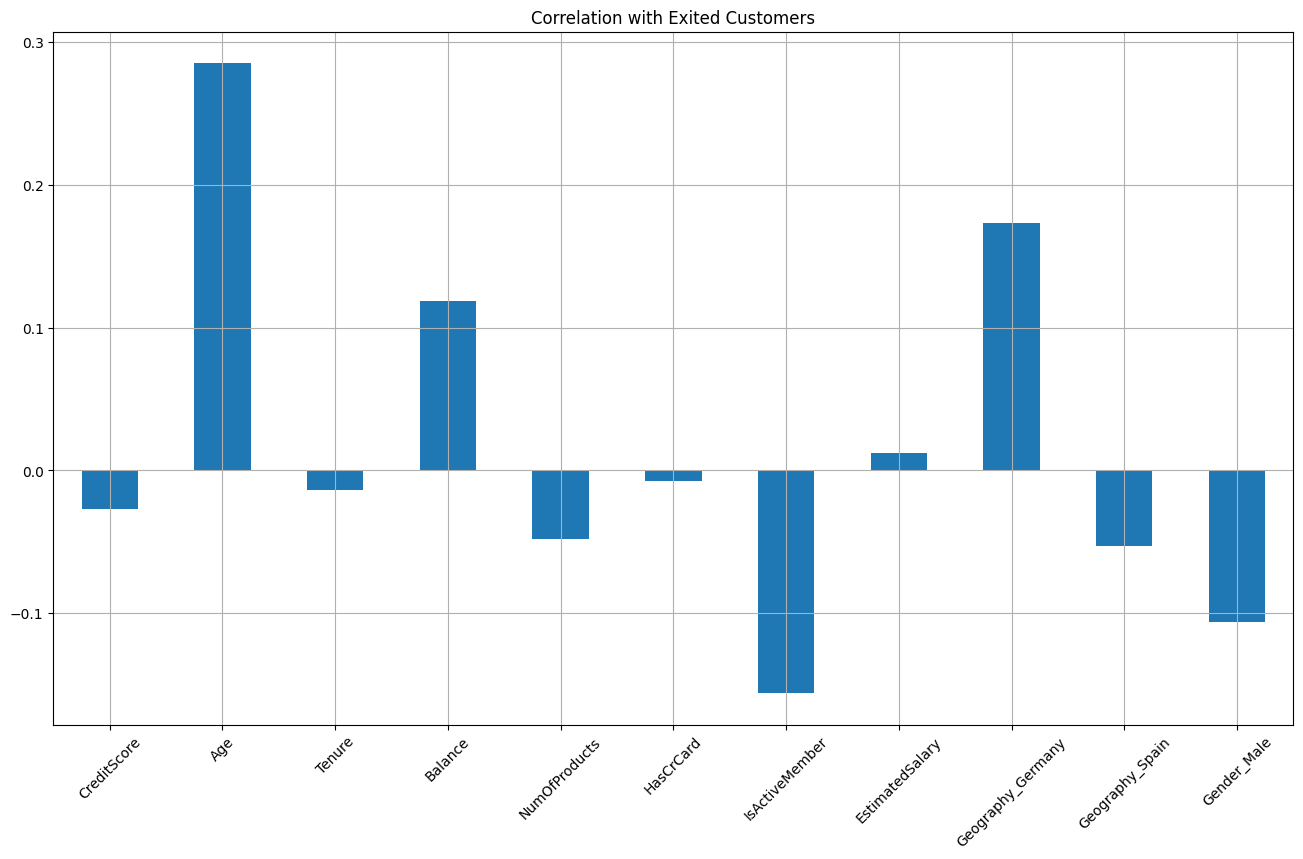 Correlation with Exited Customers
0.3
0.2
0.1
0.0
−0.1
CreditScore
Age
Tenure
Balance
NumOfProducts
HasCrCard
IsActiveMember
EstimatedSalary
Geography_Germany
Geography_Spain
Gender_Male